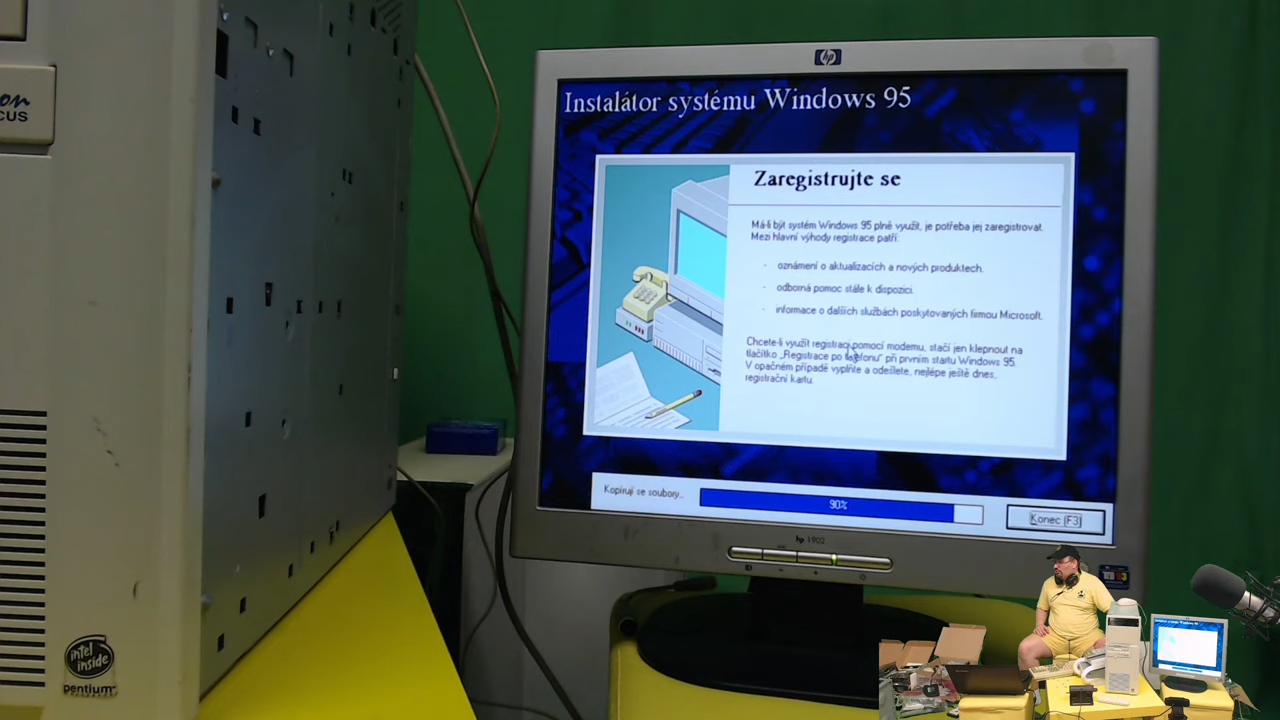 on
CUS
hp
Instalátor systému Windows 95
Zaregistrujte se
Má-li být systém Windows 95 plně využit, je potřeba jej zaregistrovat.
Mezi hlavní výhody registrace patří:
- oznámení o aktualizacích a nových produktech.
- odborná pomoc stále k dispozici.
- informace o dalších službách poskytovaných firmou Microsoft.
Chcete-li využít registraci pomocí modemu, stačí jen klepnout na
tlačítko „Registrace po telefonu" při prvním startu Windows 95.
V opačném případě vyplňte a odešlete, nejlépe ještě dnes,
registrační kartu.
Kopírují se soubory...
90%
Konec (F3)
hp 1902
intel
inside
pentium